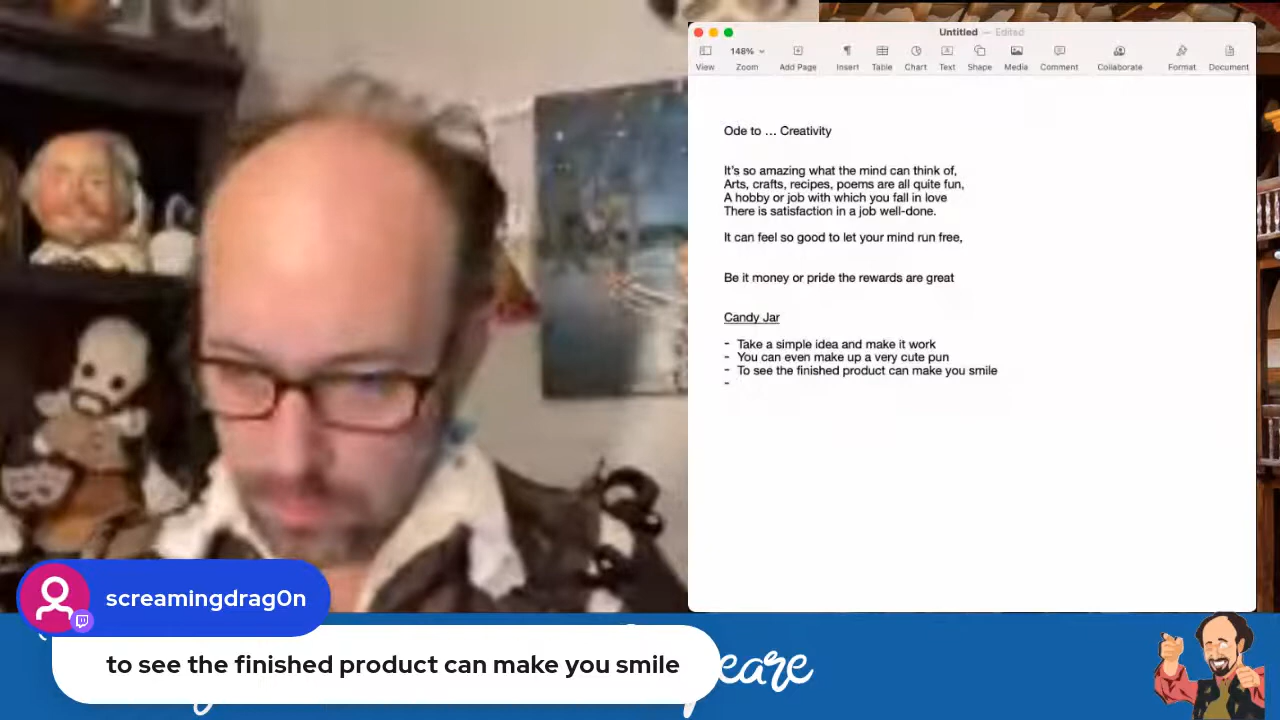 Untitled — Edited
148%
View Zoom Add Page Insert Table Chart Text Shape Media Comment Collaborate Format Document
Ode to ... Creativity
It's so amazing what the mind can think of,
Arts, crafts, recipes, poems are all quite fun,
A hobby or job with which you fall in love
There is satisfaction in a job well-done.
It can feel so good to let your mind run free,
Be it money or pride the rewards are great
Candy Jar
- Take a simple idea and make it work
- You can even make up a very cute pun
- To see the finished product can make you smile
-
screamingdrag0n
to see the finished product can make you smile
eare